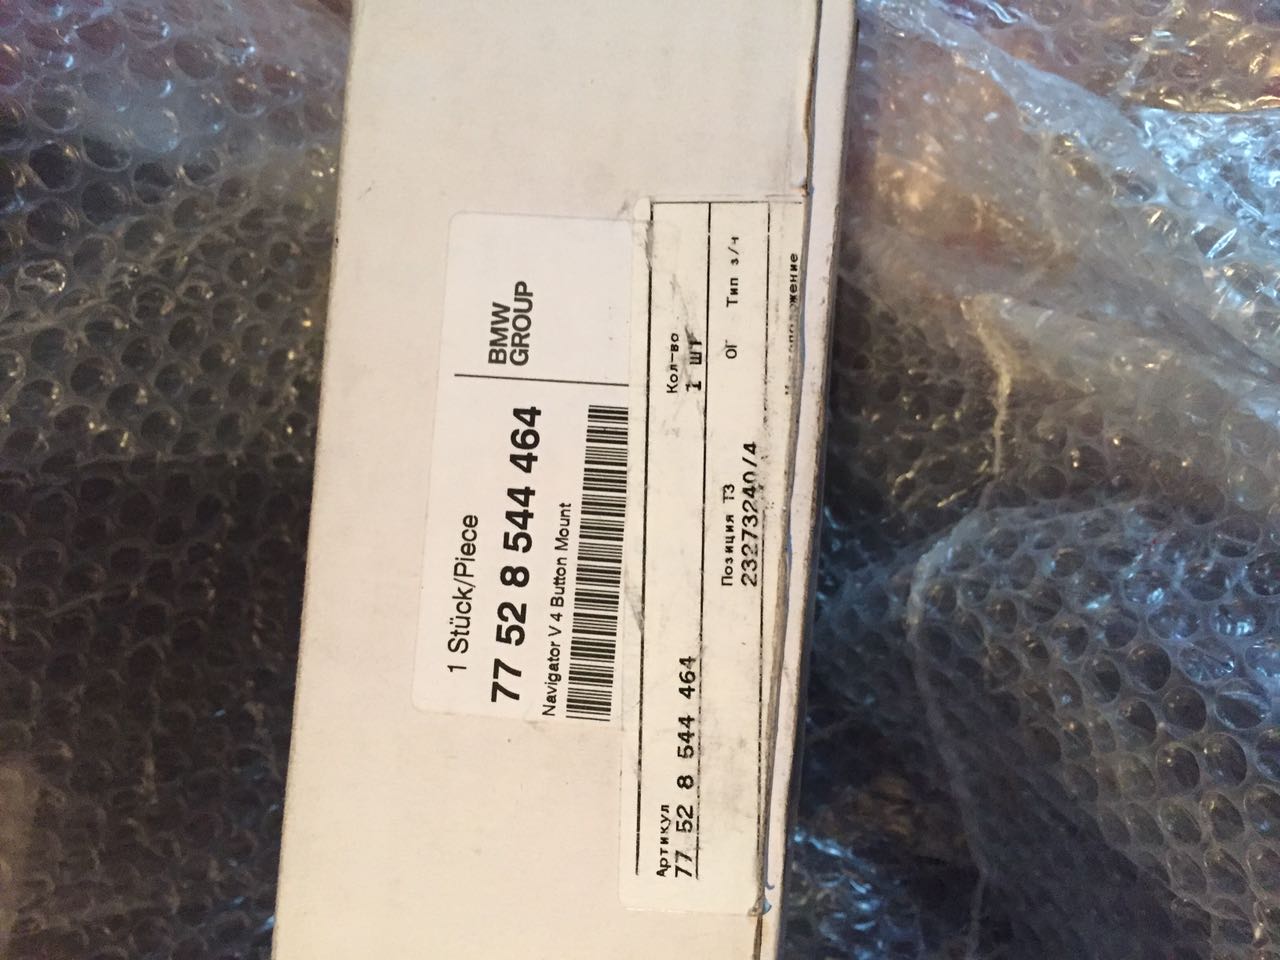 1 Stück/Piece
77 52 8 544 464
Navigator V 4 Button Mount
BMW
GROUP
Артикул
77 52 8 544 464
Кол-во
1 шт
Позиция ТЗ
23273240/4
ОГ
Тип з/ч